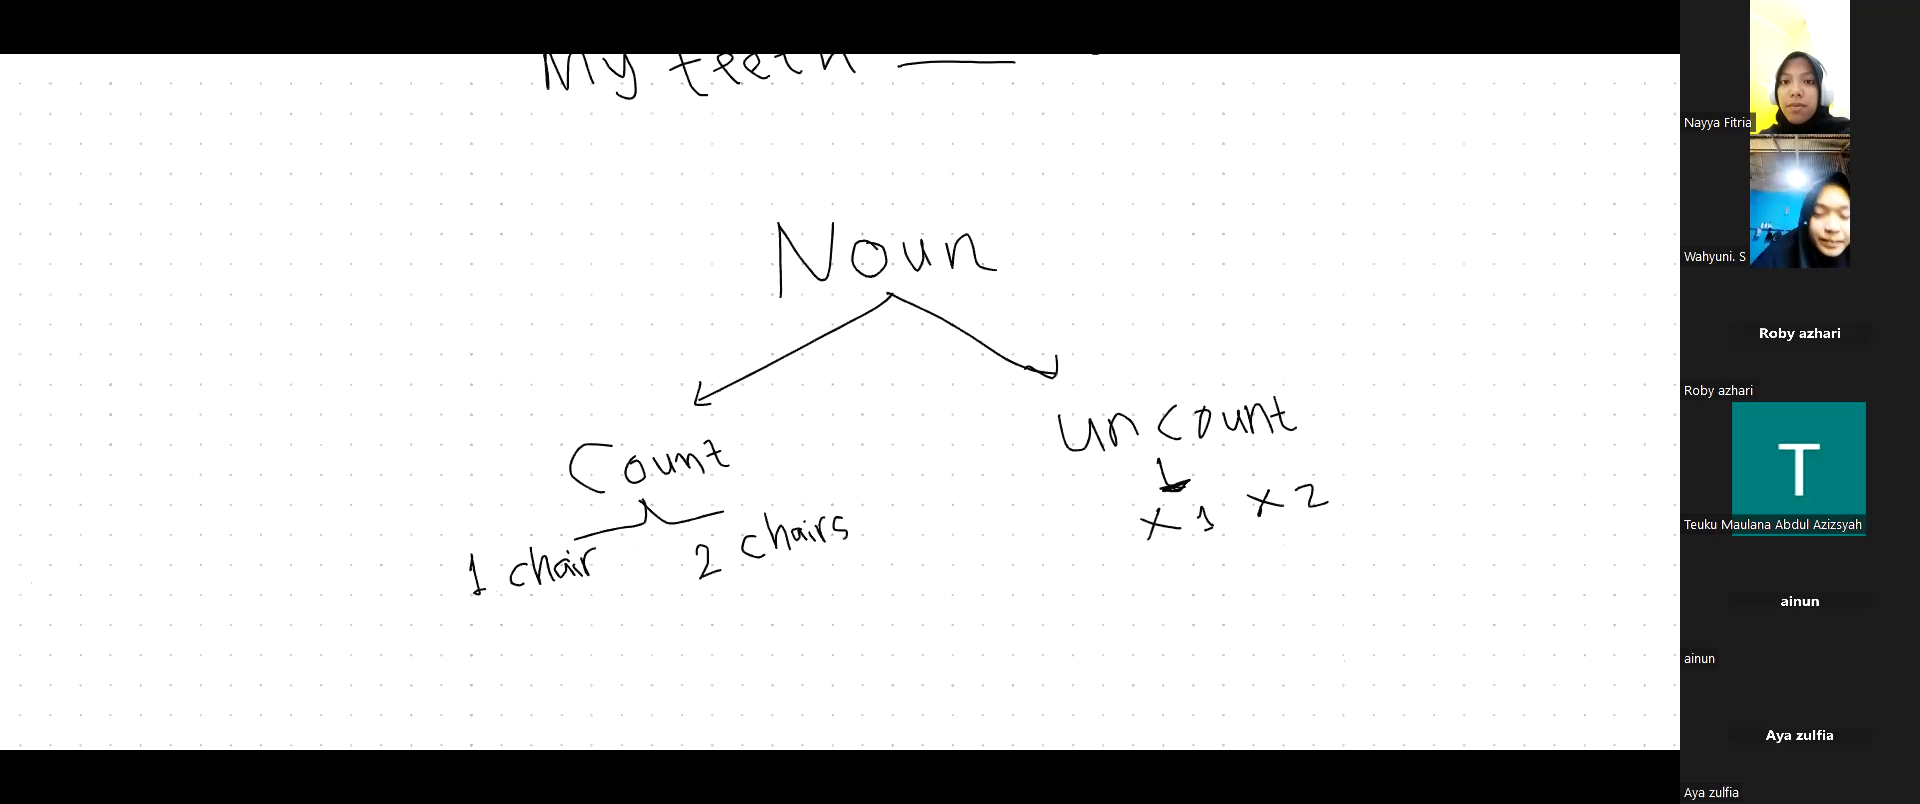 My teeth
Noun
Count
uncount
1 chair
2 chairs
x 1 x 2
Nayya Fitria
Wahyuni. S
Roby azhari
Roby azhari
T
Teuku Maulana Abdul Azizsyah
ainun
ainun
Aya zulfia
Aya zulfia